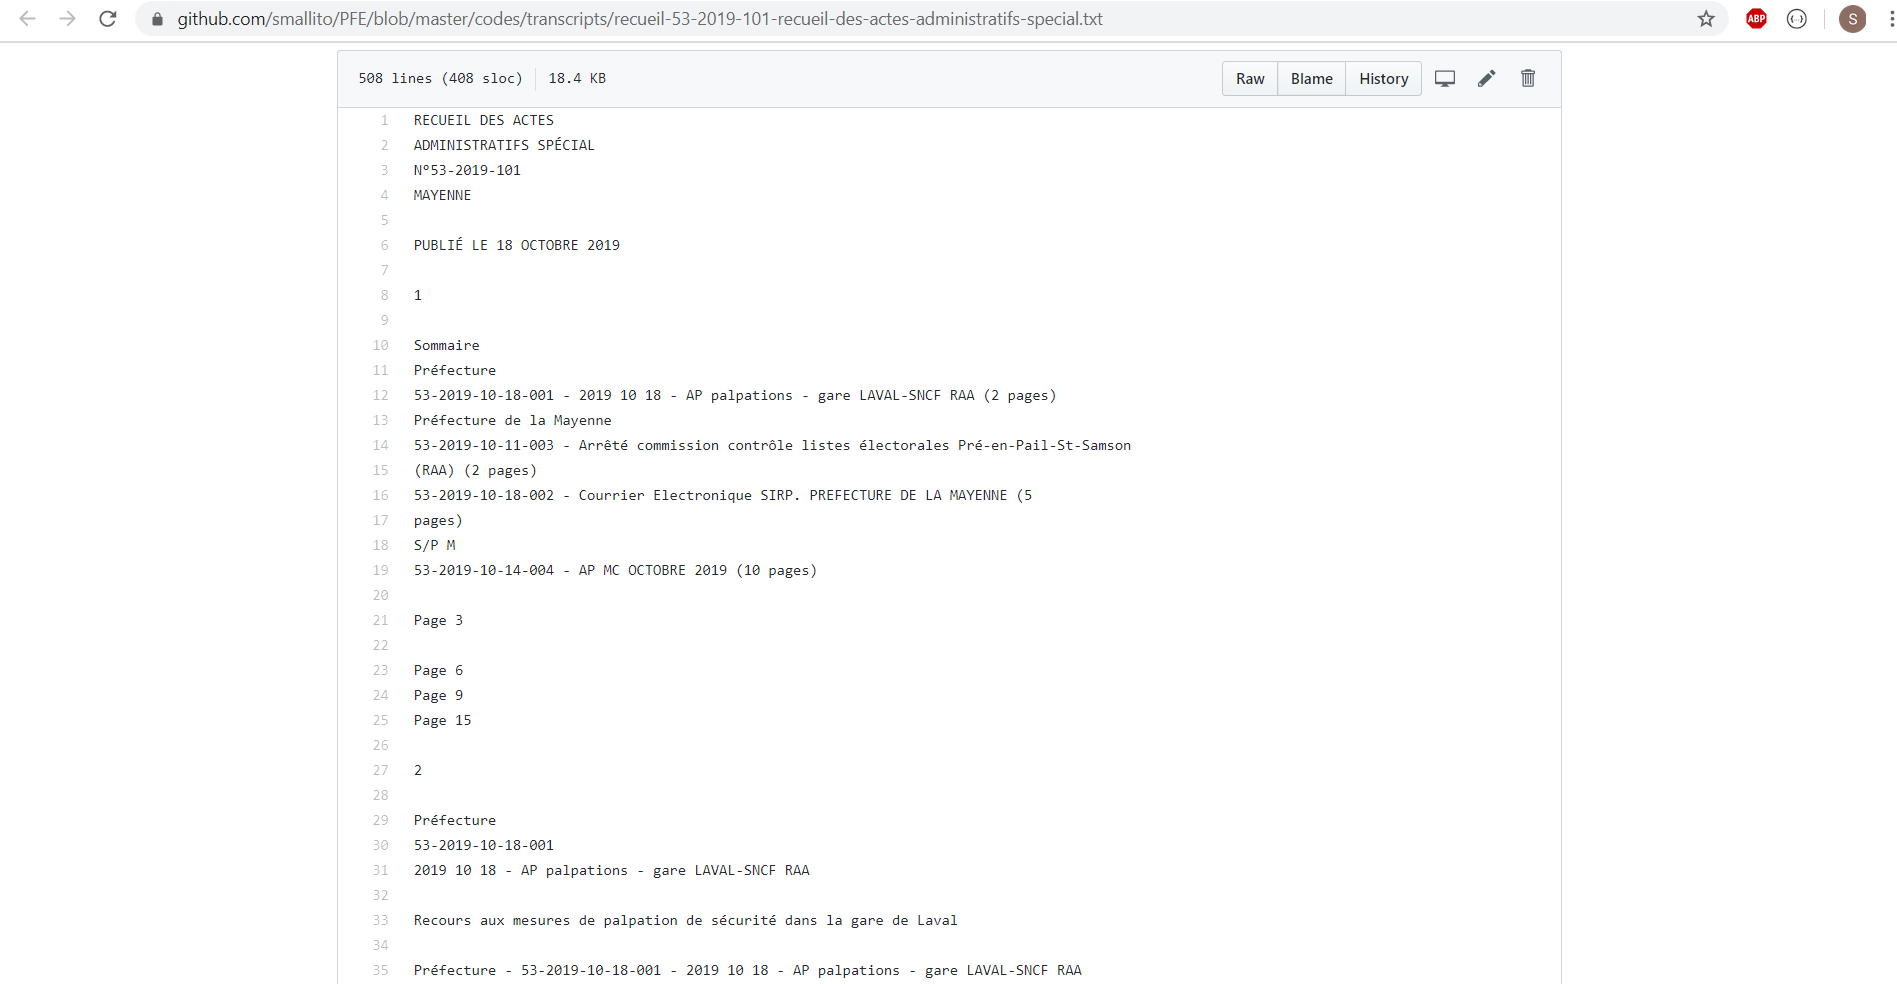 github.com/smallito/PFE/blob/master/codes/transcripts/recueil-53-2019-101-recueil-des-actes-administratifs-special.txt
ABP
S
508 lines (408 sloc) 18.4 KB
Raw Blame History
1 RECUEIL DES ACTES
2 ADMINISTRATIFS SPÉCIAL
3 N°53-2019-101
4 MAYENNE
5
6 PUBLIÉ LE 18 OCTOBRE 2019
7
8 1
9
10 Sommaire
11 Préfecture
12 53-2019-10-18-001 - 2019 10 18 - AP palpations - gare LAVAL-SNCF RAA (2 pages)
13 Préfecture de la Mayenne
14 53-2019-10-11-003 - Arrêté commission contrôle listes électorales Pré-en-Pail-St-Samson
15 (RAA) (2 pages)
16 53-2019-10-18-002 - Courrier Electronique SIRP. PREFECTURE DE LA MAYENNE (5
17 pages)
18 S/P M
19 53-2019-10-14-004 - AP MC OCTOBRE 2019 (10 pages)
20
21 Page 3
22
23 Page 6
24 Page 9
25 Page 15
26
27 2
28
29 Préfecture
30 53-2019-10-18-001
31 2019 10 18 - AP palpations - gare LAVAL-SNCF RAA
32
33 Recours aux mesures de palpation de sécurité dans la gare de Laval
34
35 Préfecture - 53-2019-10-18-001 - 2019 10 18 - AP palpations - gare LAVAL-SNCF RAA